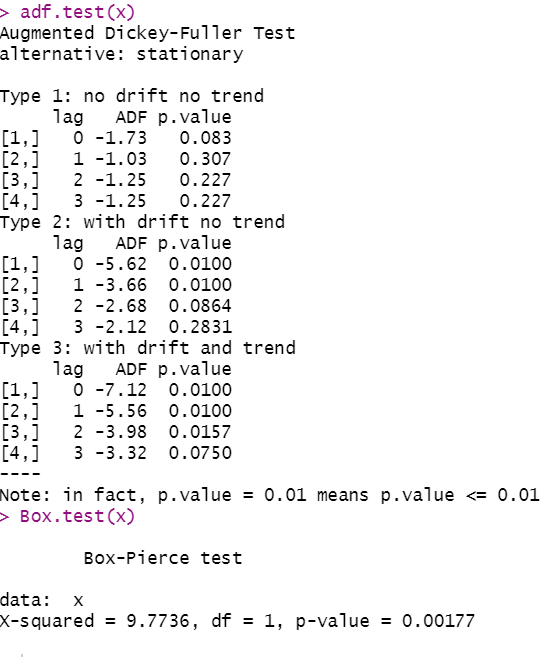 > adf.test(x)
Augmented Dickey-Fuller Test
alternative: stationary

Type 1: no drift no trend
     lag   ADF p.value
[1,]   0 -1.73   0.083
[2,]   1 -1.03   0.307
[3,]   2 -1.25   0.227
[4,]   3 -1.25   0.227
Type 2: with drift no trend
     lag   ADF p.value
[1,]   0 -5.62  0.0100
[2,]   1 -3.66  0.0100
[3,]   2 -2.68  0.0864
[4,]   3 -2.12  0.2831
Type 3: with drift and trend
     lag   ADF p.value
[1,]   0 -7.12  0.0100
[2,]   1 -5.56  0.0100
[3,]   2 -3.98  0.0157
[4,]   3 -3.32  0.0750
----
Note: in fact, p.value = 0.01 means p.value <= 0.01
> Box.test(x)

        Box-Pierce test

data:  x
X-squared = 9.7736, df = 1, p-value = 0.00177